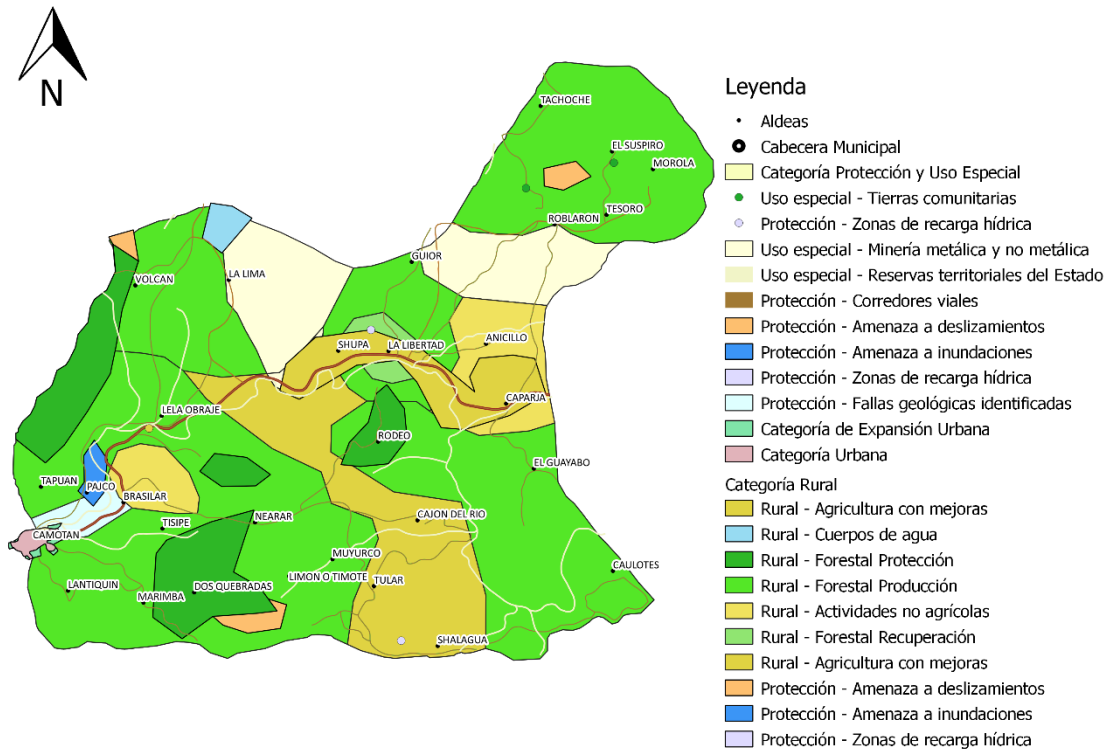 N
TACHOCHE
EL SUSPIRO
MOROLA
TESORO
ROBLARON
GUIOR
LA LIMA
VOLCAN
SHUPA
LA LIBERTAD
ANICILLO
CAPARJA
LELA OBRAJE
RODEO
EL GUAYABO
TAPUAN
PAJCO
BRASILAR
CAJON DEL RIO
TISIPE
NEARAR
CAMOTAN
MUYURCO
CAULOTES
LANTIQUIN
MARIMBA
DOS QUEBRADAS
LIMON O TIMOTE
TULAR
SHALAGUA
Leyenda
Aldeas
Cabecera Municipal
Categoría Protección y Uso Especial
Uso especial - Tierras comunitarias
Protección - Zonas de recarga hídrica
Uso especial - Minería metálica y no metálica
Uso especial - Reservas territoriales del Estado
Protección - Corredores viales
Protección - Amenaza a deslizamientos
Protección - Amenaza a inundaciones
Protección - Zonas de recarga hídrica
Protección - Fallas geológicas identificadas
Categoría de Expansión Urbana
Categoría Urbana
Categoría Rural
Rural - Agricultura con mejoras
Rural - Cuerpos de agua
Rural - Forestal Protección
Rural - Forestal Producción
Rural - Actividades no agrícolas
Rural - Forestal Recuperación
Rural - Agricultura con mejoras
Protección - Amenaza a deslizamientos
Protección - Amenaza a inundaciones
Protección - Zonas de recarga hídrica